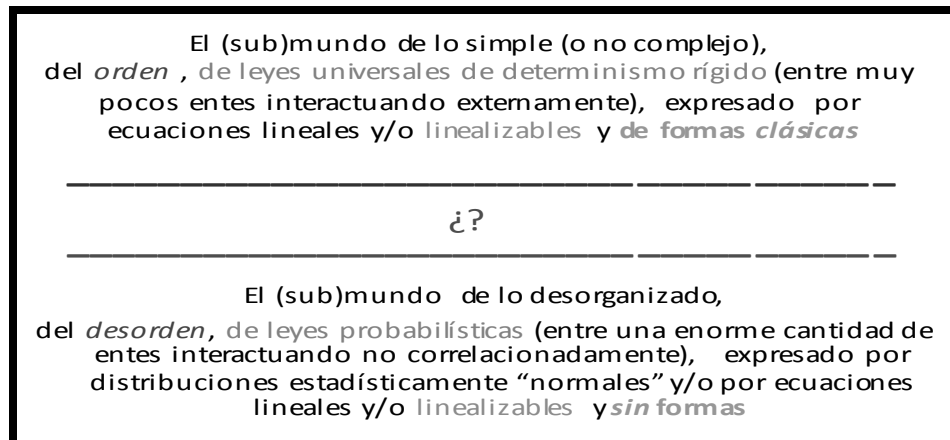 El (sub)mundo de lo simple (o no complejo),
del orden , de leyes universales de determinismo rígido (entre muy
pocos entes interactuando externamente), expresado por
ecuaciones lineales y/o linealizables y de formas clásicas
¿?
El (sub)mundo de lo desorganizado,
del desorden, de leyes probabilísticas (entre una enorme cantidad de
entes interactuando no correlacionadamente), expresado por
distribuciones estadísticamente “normales” y/o por ecuaciones
lineales y/o linealizables y sin formas